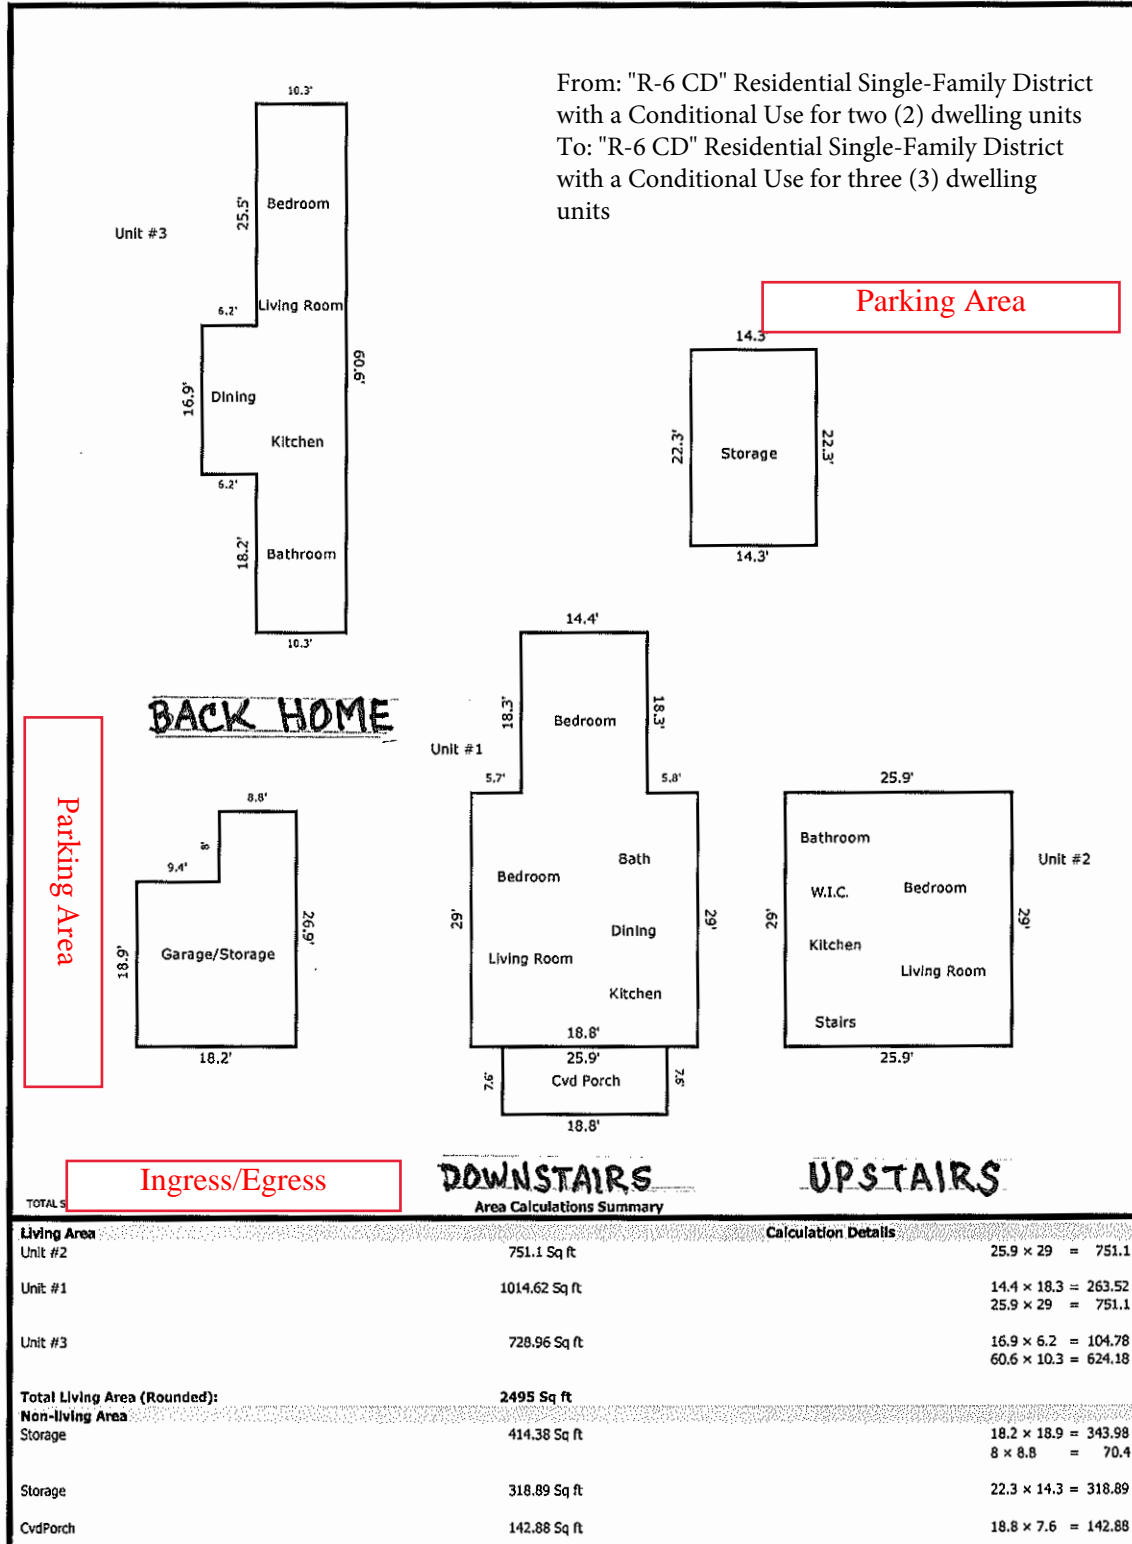 From: "R-6 CD" Residential Single-Family District
with a Conditional Use for two (2) dwelling units
To: "R-6 CD" Residential Single-Family District
with a Conditional Use for three (3) dwelling
units
10.3'
25.5'
Bedroom
Unit #3
6.2'
Living Room
60.6'
16.9'
Dining
Kitchen
6.2'
18.2'
Bathroom
10.3'
BACK HOME
Parking Area
14.3'
22.3'
Storage
22.3'
14.3'
14.4'
18.3'
Bedroom
18.3'
Unit #1
5.7'
5.8'
Bath
Bedroom
29'
Dining
29'
Living Room
Kitchen
18.8'
25.9'
7.6'
Cvd Porch
7.6'
18.8'
DOWNSTAIRS
25.9'
Bathroom
Unit #2
W.I.C.
Bedroom
29'
29'
Kitchen
Living Room
Stairs
25.9'
UPSTAIRS
Parking Area
8.8'
8'
9.4'
18.9'
Garage/Storage
26.9'
18.2'
Ingress/Egress
TOTAL S
Area Calculations Summary
Living Area Calculation Details
Unit #2 751.1 Sq ft 25.9 × 29 = 751.1
Unit #1 1014.62 Sq ft 14.4 × 18.3 = 263.52
25.9 × 29 = 751.1
Unit #3 728.96 Sq ft 16.9 × 6.2 = 104.78
60.6 × 10.3 = 624.18
Total Living Area (Rounded): 2495 Sq ft
Non-living Area
Storage 414.38 Sq ft 18.2 × 18.9 = 343.98
8 × 8.8 = 70.4
Storage 318.89 Sq ft 22.3 × 14.3 = 318.89
CvdPorch 142.88 Sq ft 18.8 × 7.6 = 142.88